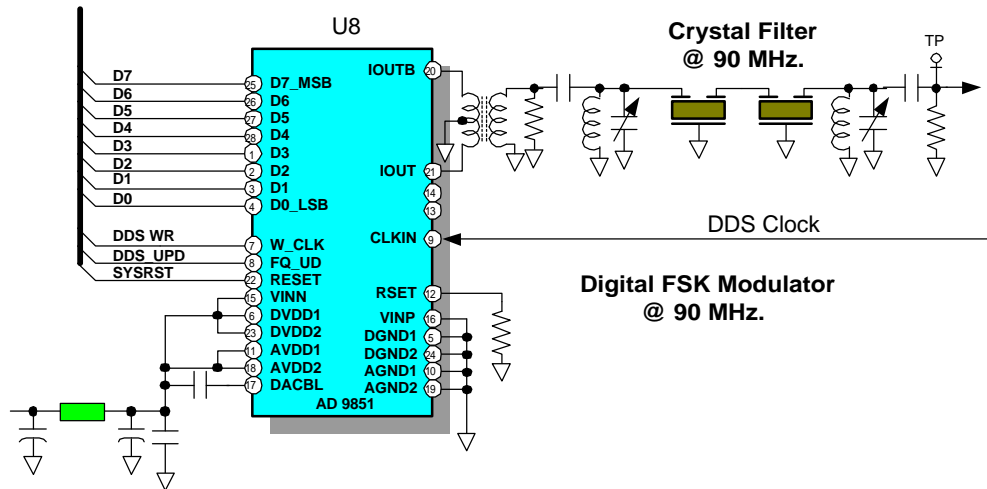 U8
Crystal Filter
@ 90 MHz.
TP
D7
D6
D5
D4
D3
D2
D1
D0
DDS WR
DDS_UPD
SYSRST
25 D7_MSB
26 D6
27 D5
28 D4
1 D3
2 D2
3 D1
4 D0_LSB
7 W_CLK
8 FQ_UD
22 RESET
15 VINN
6 DVDD1
23 DVDD2
11 AVDD1
18 AVDD2
17 DACBL
IOUTB 20
IOUT 21
14
13
CLKIN 9
RSET 12
VINP 16
DGND1 5
DGND2 24
AGND1 10
AGND2 19
AD 9851
DDS Clock
Digital FSK Modulator
@ 90 MHz.